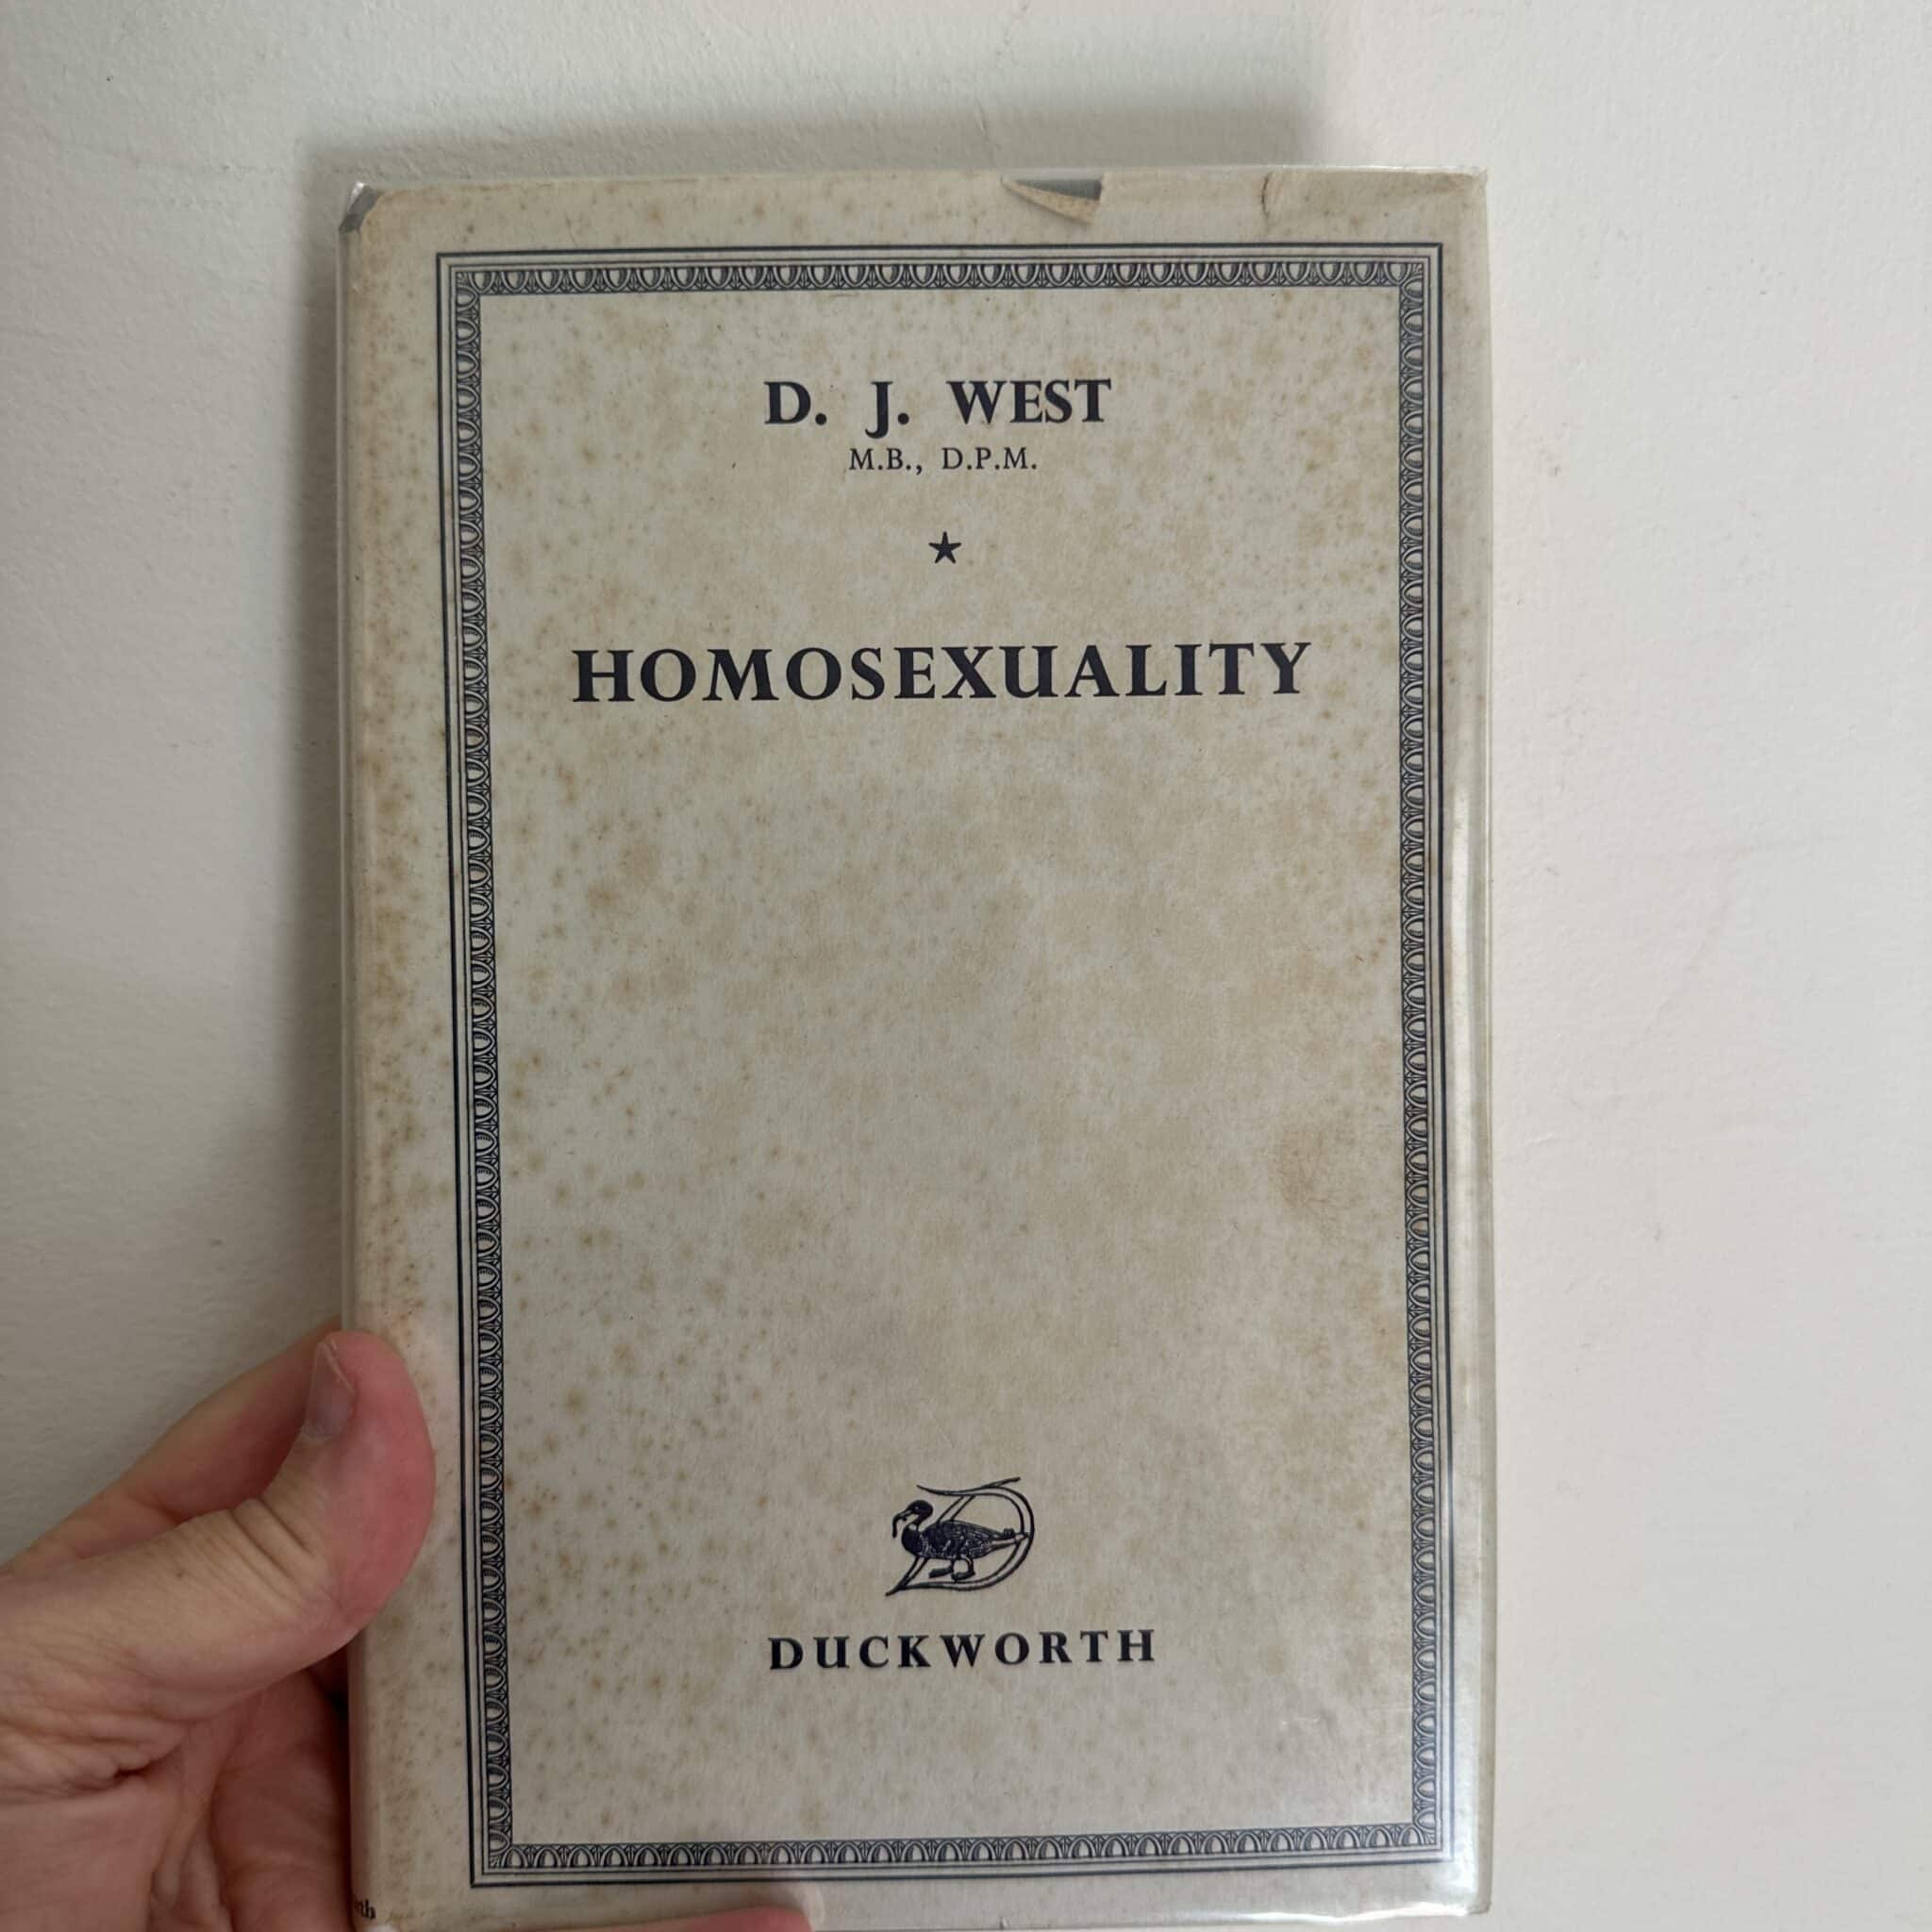 D. J. WEST
M.B., D.P.M.
HOMOSEXUALITY
DUCKWORTH